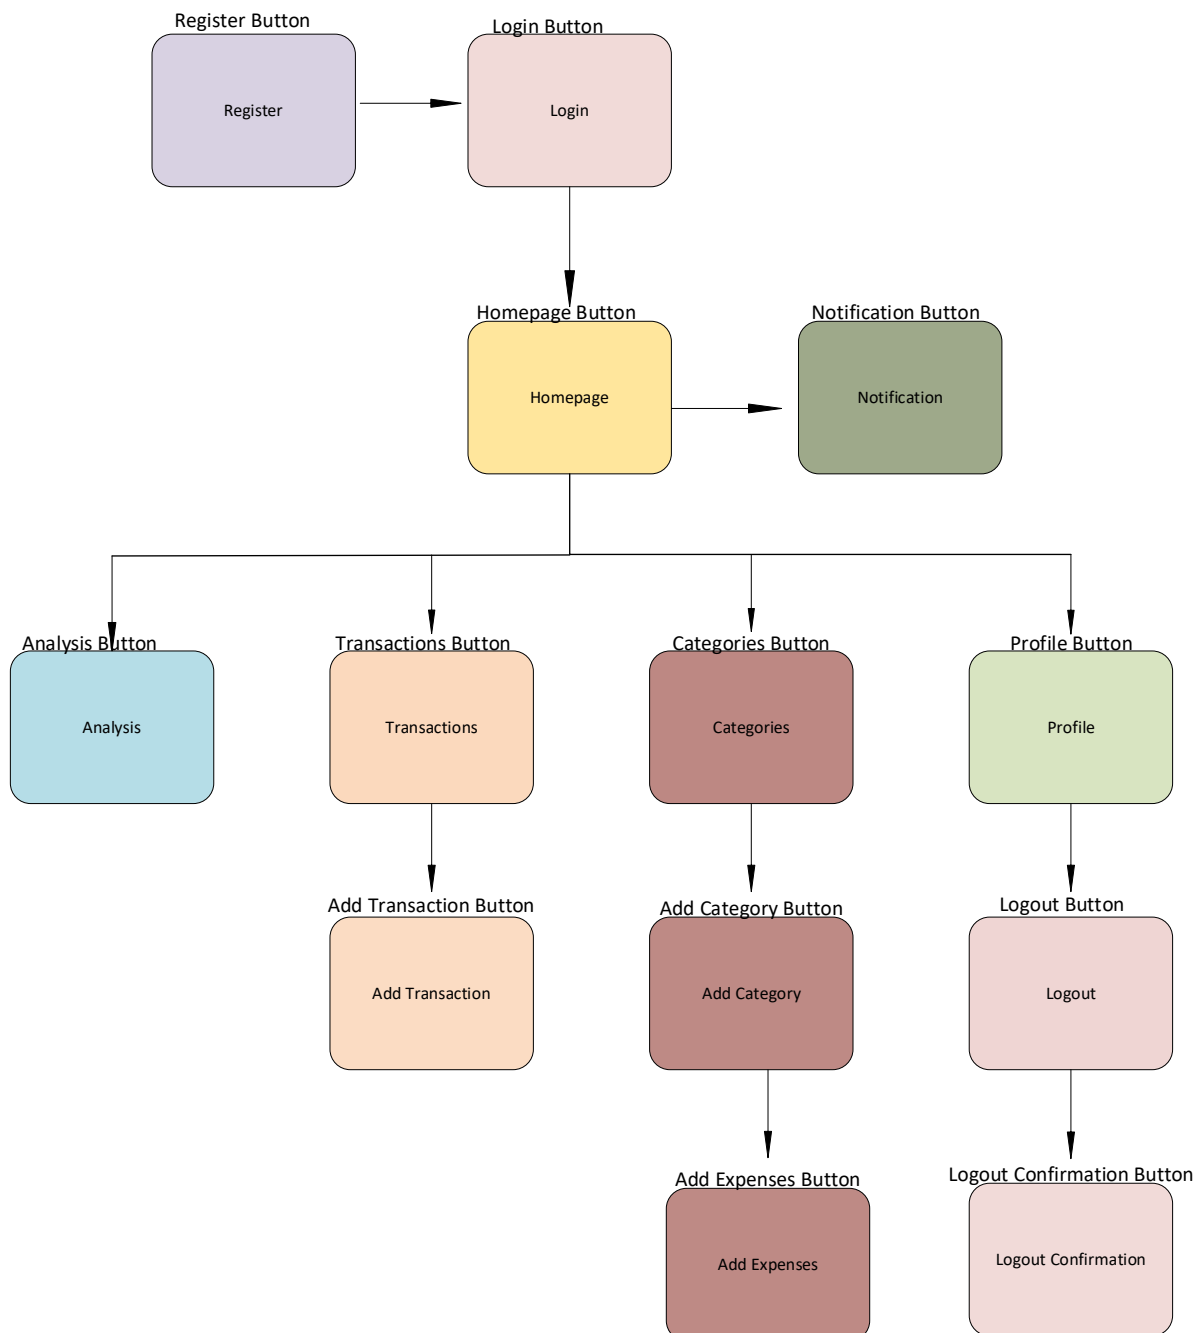 Register Button
Login Button
Register
Login
Homepage Button
Notification Button
Homepage
Notification
Analysis Button
Transactions Button
Categories Button
Profile Button
Analysis
Transactions
Categories
Profile
Add Transaction Button
Add Category Button
Logout Button
Add Transaction
Add Category
Logout
Add Expenses Button
Logout Confirmation Button
Add Expenses
Logout Confirmation